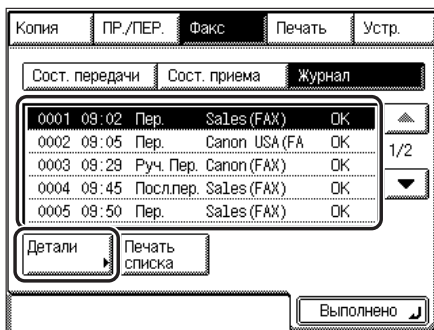 Копия ПР./ПЕР. Факс Печать Устр.
Сост. передачи Сост. приема Журнал
0001 09:02 Пер. Sales(FAX) OK
0002 09:05 Пер. Canon USA(FA OK
1/2
0003 09:29 Руч. Пер. Canon(FAX) OK
0004 09:45 Посл.пер. Sales(FAX) OK
0005 09:50 Пер. Sales(FAX) OK
Детали Печать
списка
Выполнено